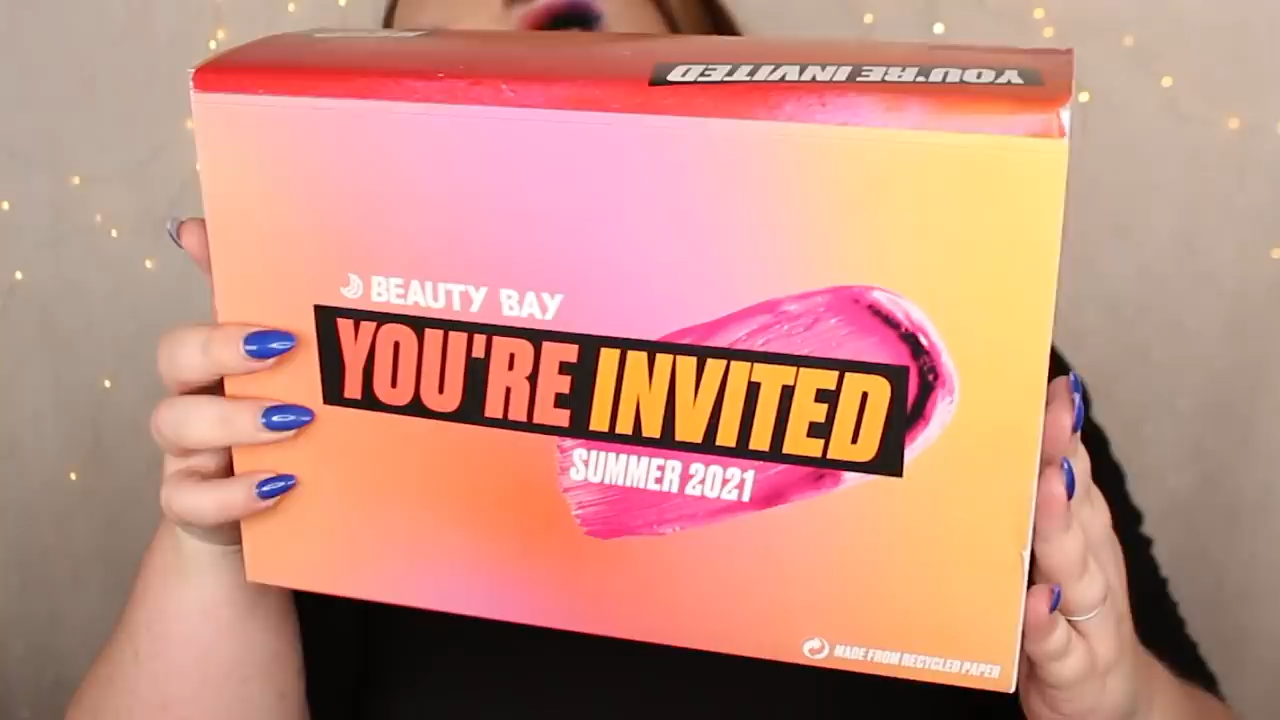 YOU'RE INVITED
BEAUTY BAY
YOU'RE INVITED
SUMMER 2021
MADE FROM RECYCLED PAPER